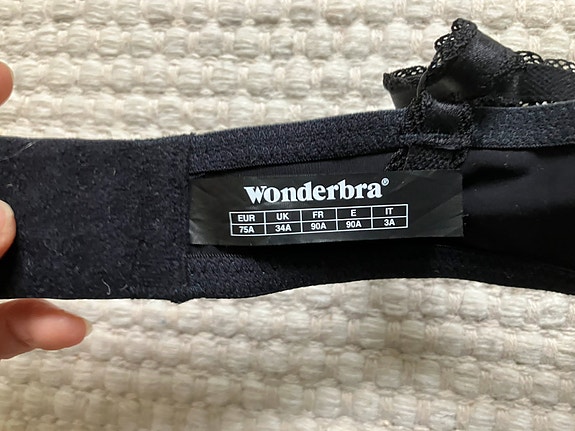 Wonderbra®
EUR UK FR E IT
75A 34A 90A 90A 3A